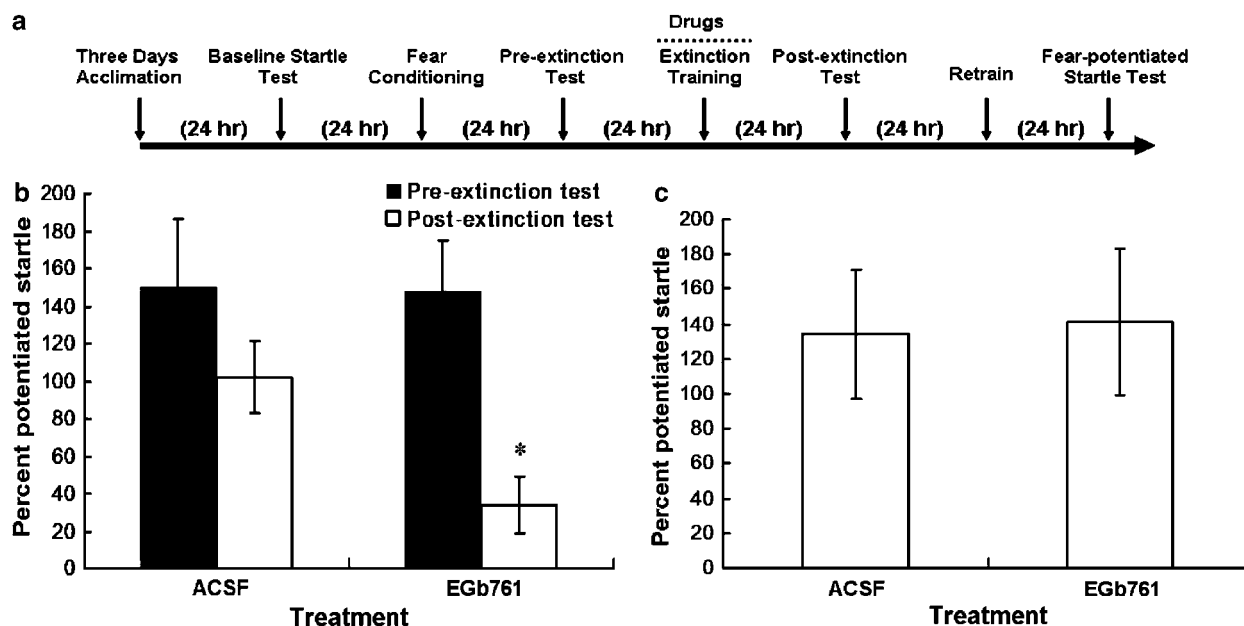 a
Drugs
Three Days Acclimation
Baseline Startle Test
Fear Conditioning
Pre-extinction Test
Extinction Training
Post-extinction Test
Retrain
Fear-potentiated Startle Test
(24 hr) (24 hr) (24 hr) (24 hr) (24 hr) (24 hr) (24 hr)
b
Pre-extinction test
Post-extinction test
Percent potentiated startle
200
180
160
140
120
100
80
60
40
20
0
*
ACSF EGb761
Treatment
c
Percent potentiated startle
200
180
160
140
120
100
80
60
40
20
0
ACSF EGb761
Treatment